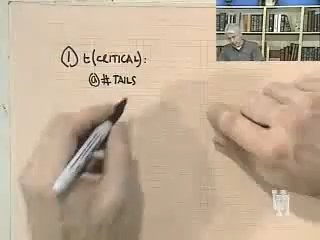 ① t(CRITICAL):
ⓐ # TAILS